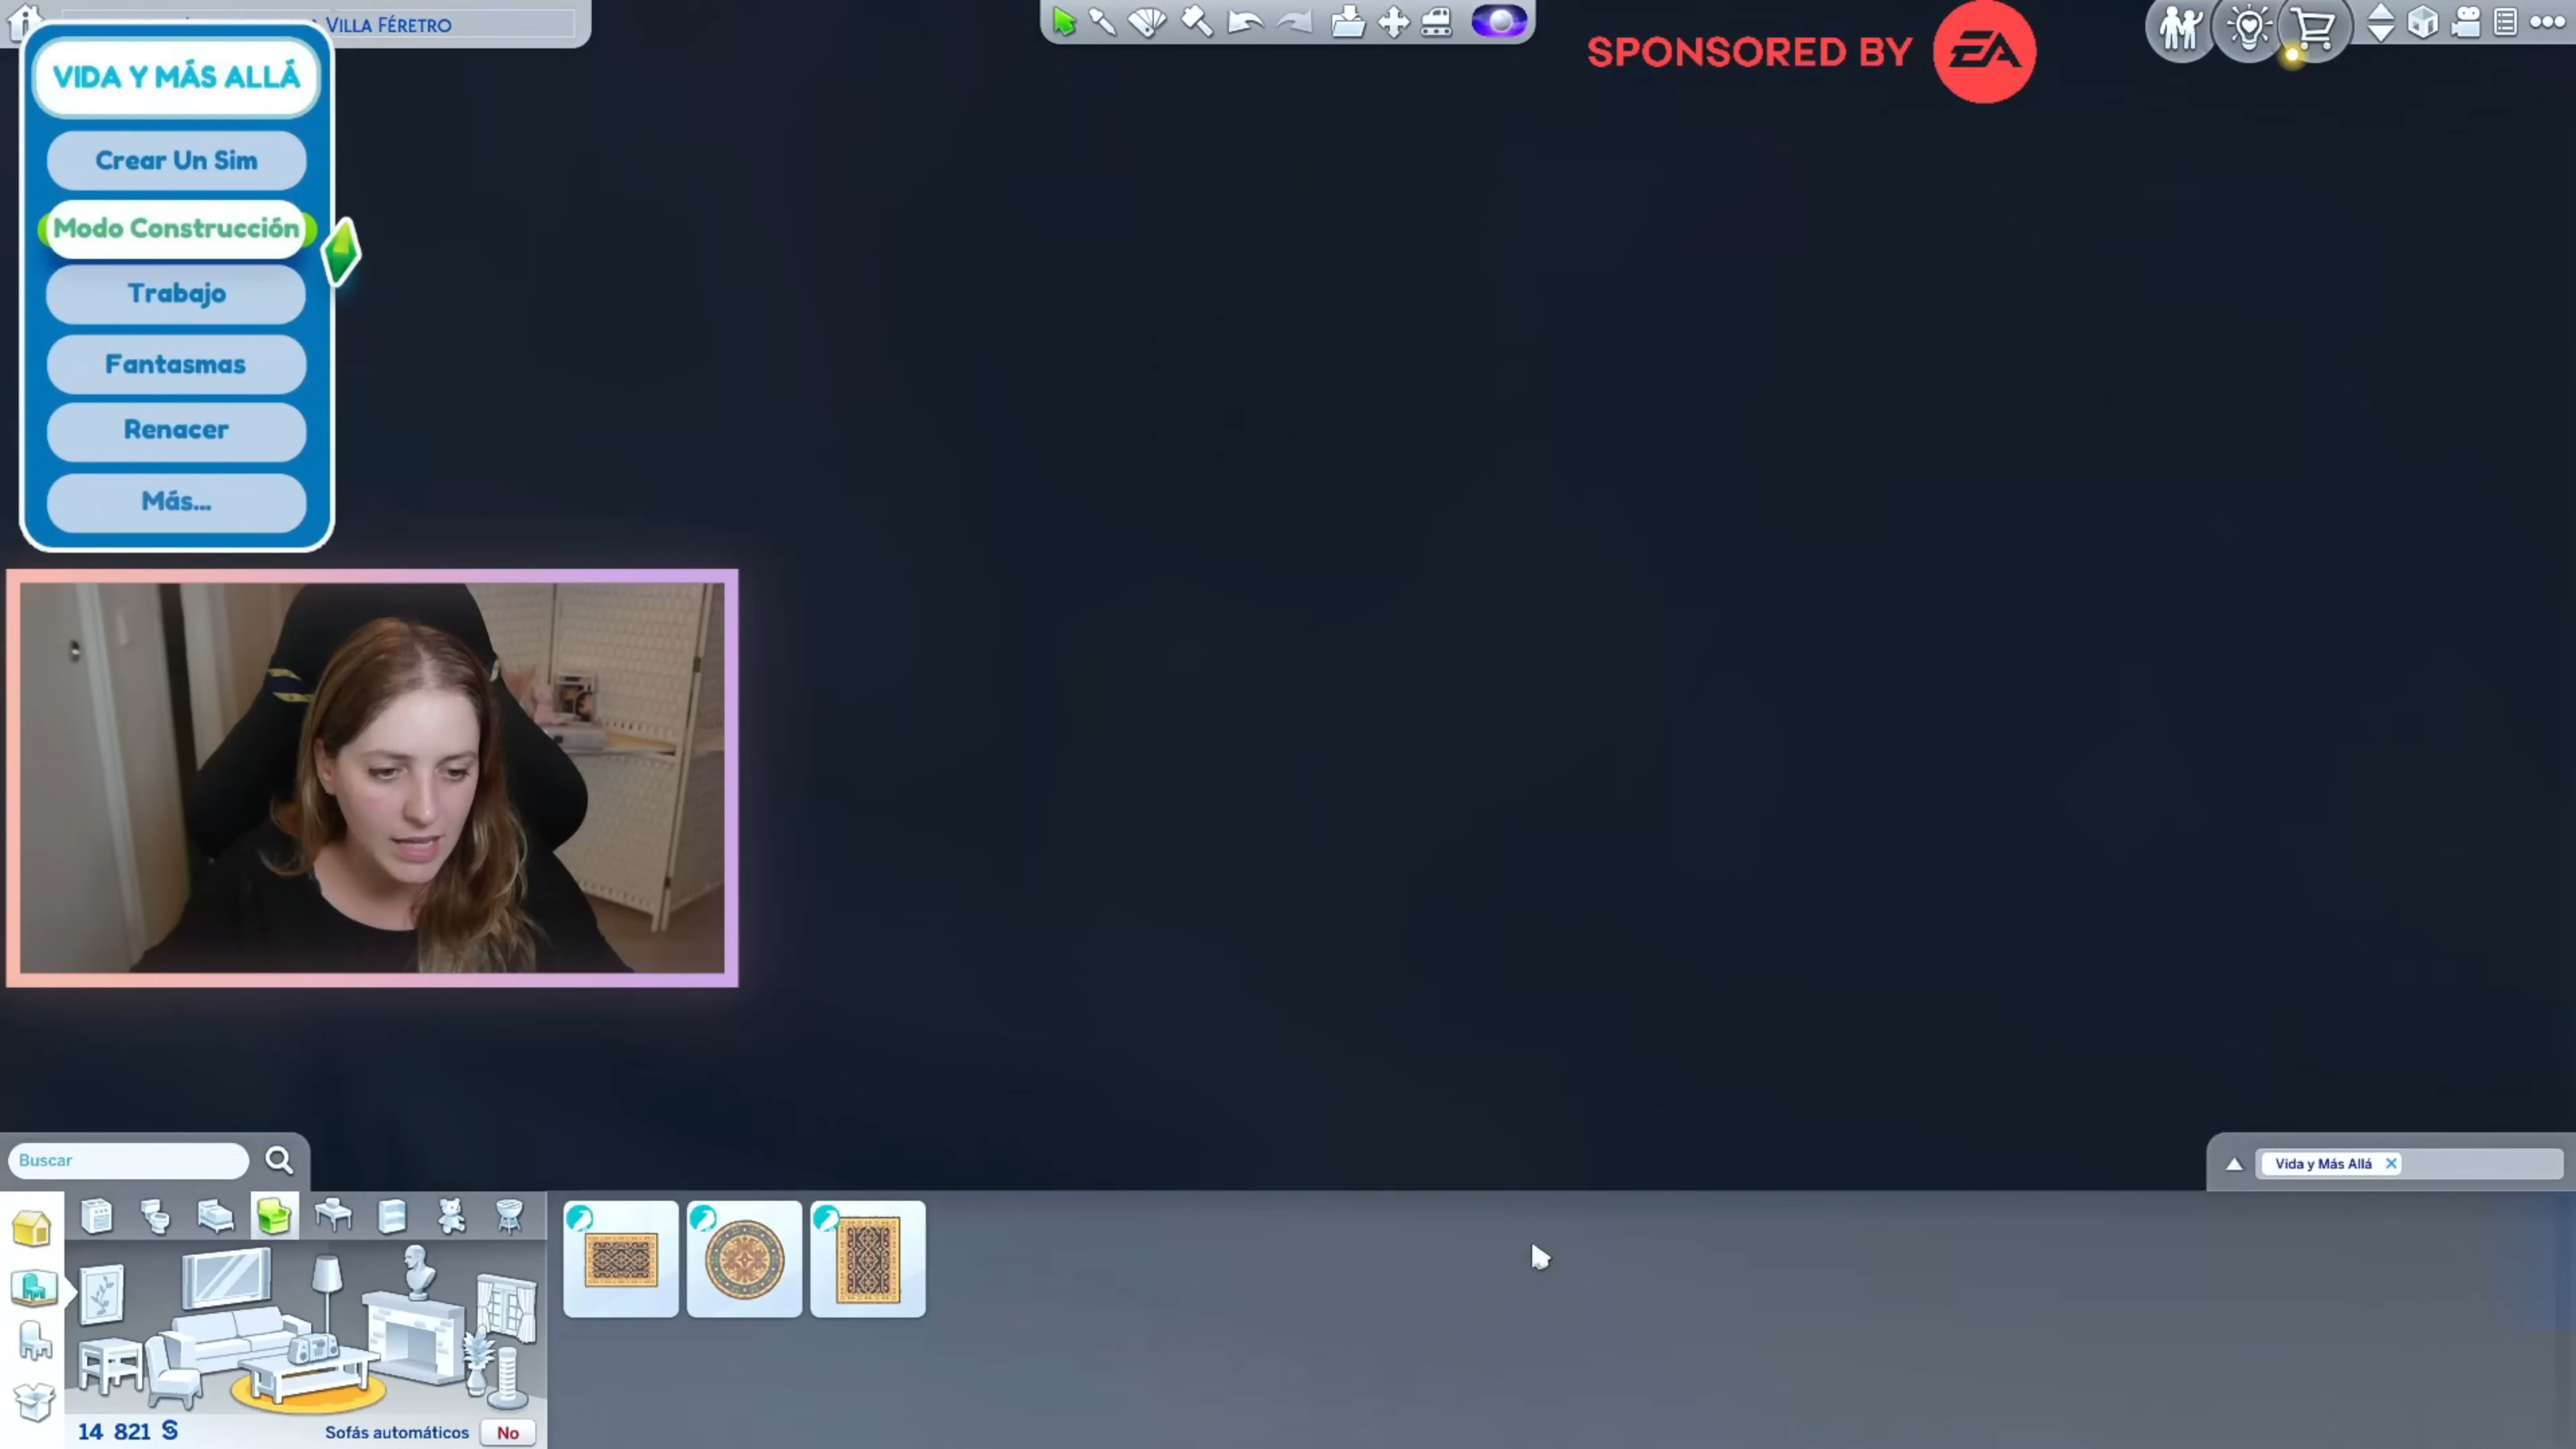 VILLA FÉRETRO
SPONSORED BY EA
VIDA Y MÁS ALLÁ
Crear Un Sim
Modo Construcción
Trabajo
Fantasmas
Renacer
Más...
Buscar
Vida y Más Allá
14 821
Sofás automáticos No